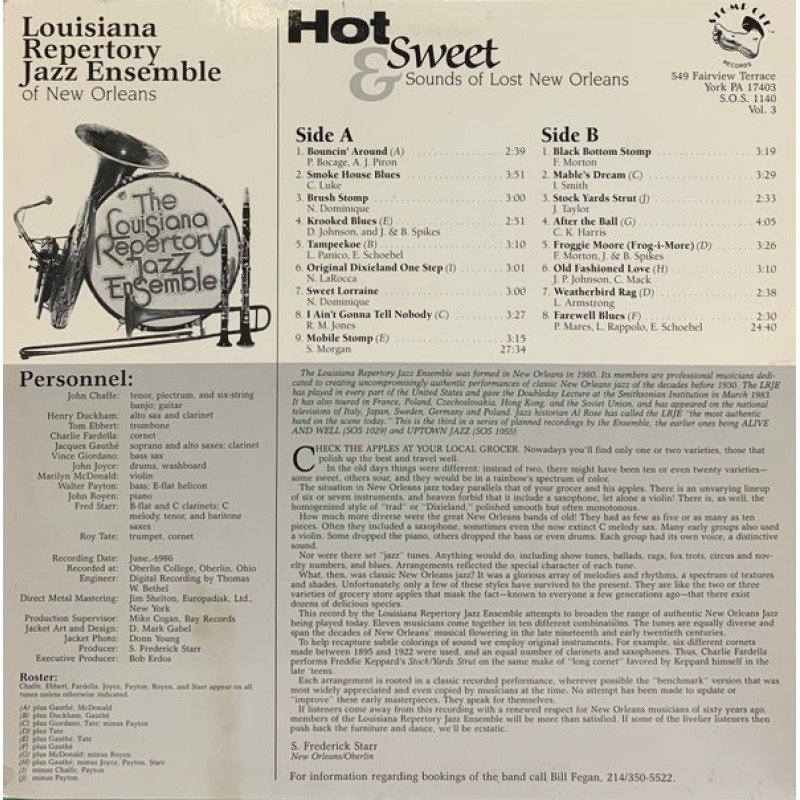 Louisiana
Repertory
Jazz Ensemble
of New Orleans
The
Louisiana
Repertory
Jazz
Ensemble
Hot
& Sweet
Sounds of Lost New Orleans
STOMP OFF
RECORDS
549 Fairview Terrace
York PA 17403
S.O.S. 1140
Vol. 3
Side A
1. Bouncin' Around (A) 2:39
P. Bocage, A. J. Piron
2. Smoke House Blues 3:51
C. Luke
3. Brush Stomp 3:00
N. Dominique
4. Krooked Blues (E) 2:51
D. Johnson, and J. & B. Spikes
5. Tampeekoe (B) 3:10
L. Panico, E. Schoebel
6. Original Dixieland One Step (I) 3:01
N. LaRocca
7. Sweet Lorraine 3:00
N. Dominique
8. I Ain't Gonna Tell Nobody (C) 3:27
R. M. Jones
9. Mobile Stomp (E) 3:15
S. Morgan 27:34
Side B
1. Black Bottom Stomp 3:19
F. Morton
2. Mable's Dream (C) 3:29
I. Smith
3. Stock Yards Strut (J) 2:33
J. Taylor
4. After the Ball (G) 4:05
C. K. Harris
5. Froggie Moore (Frog-i-More) (D) 3:26
F. Morton, J. & B. Spikes
6. Old Fashioned Love (H) 3:10
J. P. Johnson, C. Mack
7. Weatherbird Rag (D) 2:38
L. Armstrong
8. Farewell Blues (F) 2:30
P. Mares, L. Rappolo, E. Schoebel 24:40
Personnel:
John Chaffe: tenor, plectrum, and six-string
banjo; guitar
Henry Duckham: alto sax and clarinet
Tom Ebbert: trombone
Charlie Fardella: cornet
Jacques Gauthé: soprano and alto saxes; clarinet
Vince Giordano: bass sax
John Joyce: drums, washboard
Marilyn McDonald: violin
Walter Payton: bass; E-flat helicon
John Royen: piano
Fred Starr: B-flat and C clarinets; C
melody, tenor, and baritone
saxes
Roy Tate: trumpet, cornet
Recording Date: June, 1986
Recorded at: Oberlin College, Oberlin, Ohio
Engineer: Digital Recording by Thomas
W. Bethel
Direct Metal Mastering: Jim Shelton, Europadisk, Ltd.,
New York
Production Supervisor: Mike Cogan, Bay Records
Jacket Art and Design: D. Mark Gabel
Jacket Photo: Donn Young
Producer: S. Frederick Starr
Executive Producer: Bob Erdos
Roster:
Chaffe, Ebbert, Fardella, Joyce, Payton, Royen, and Starr appear on all
tunes unless otherwise indicated.
(A) plus Gauthé, McDonald
(B) plus Duckham, Gauthé
(C) plus Giordano, Tate; minus Payton
(D) plus Tate
(E) plus Gauthé, Tate
(F) plus Gauthé
(G) plus McDonald; minus Royen
(H) plus Gauthé; minus Joyce, Payton, Starr
(I) minus Chaffe, Payton
(J) minus Payton
The Louisiana Repertory Jazz Ensemble was formed in New Orleans in 1980. Its members are professional musicians dedi-
cated to creating uncompromisingly authentic performances of classic New Orleans jazz of the decades before 1930. The LRJE
has played in every part of the United States and gave the Doubleday Lecture at the Smithsonian Institution in March 1983.
It has also toured in France, Poland, Czechoslovakia, Hong Kong, and the Soviet Union, and has appeared on the national
televisions of Italy, Japan, Sweden, Germany and Poland. Jazz historian Al Rose has called the LRJE "the most authentic
band on the scene today." This is the third in a series of planned recordings by the Ensemble, the earlier ones being ALIVE
AND WELL (SOS 1029) and UPTOWN JAZZ (SOS 1055).
CHECK THE APPLES AT YOUR LOCAL GROCER. Nowadays you'll find only one or two varieties, those that
polish up the best and travel well.
In the old days things were different: instead of two, there might have been ten or even twenty varieties—
some sweet, others sour, and they would be in a rainbow's spectrum of color.
The situation in New Orleans jazz today parallels that of your grocer and his apples. There is an unvarying lineup
of six or seven instruments, and heaven forbid that it include a saxophone, let alone a violin! There is, as well, the
homogenized style of "trad" or "Dixieland," polished smooth but often monotonous.
How much more diverse were the great New Orleans bands of old! They had as few as five or as many as ten
pieces. Often they included a saxophone, sometimes even the now extinct C melody sax. Many early groups also used
a violin. Some dropped the piano, others dropped the bass or even drums. Each group had its own voice, a distinctive
sound.
Nor were there set "jazz" tunes. Anything would do, including show tunes, ballads, rags, fox trots, circus and nov-
elty numbers, and blues. Arrangements reflected the special character of each tune.
What, then, was classic New Orleans jazz? It was a glorious array of melodies and rhythms, a spectrum of textures
and shades. Unfortunately, only a few of these styles have survived to the present. They are like the two or three
varieties of grocery store apples that mask the fact—known to everyone a few generations ago—that there exist
dozens of delicious species.
This record by the Louisiana Repertory Jazz Ensemble attempts to broaden the range of authentic New Orleans Jazz
being played today. Eleven musicians come together in ten different combinations. The tunes are equally diverse and
span the decades of New Orleans' musical flowering in the late nineteenth and early twentieth centuries.
To help recapture subtle colorings of sound we employ original instruments. For example, six different cornets
made between 1895 and 1922 were used, and an equal number of clarinets and saxophones. Thus, Charlie Fardella
performs Freddie Keppard's Stock/Yards Strut on the same make of "long cornet" favored by Keppard himself in the
late 'teens.
Each arrangement is rooted in a classic recorded performance, wherever possible the "benchmark" version that was
most widely appreciated and even copied by musicians at the time. No attempt has been made to update or
"improve" these early masterpieces. They speak for themselves.
If listeners come away from this recording with a renewed respect for New Orleans musicians of sixty years ago,
members of the Louisiana Repertory Jazz Ensemble will be more than satisfied. If some of the livelier listeners then
push back the furniture and dance, we'll be ecstatic.
S. Frederick Starr
New Orleans/Oberlin
For information regarding bookings of the band call Bill Fegan, 214/350-5522.